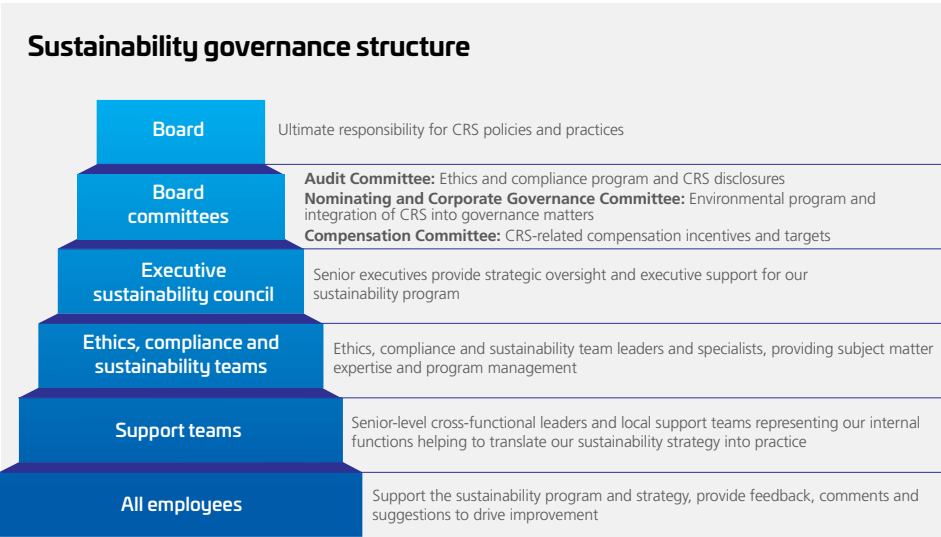 Sustainability governance structure
Board
Ultimate responsibility for CRS policies and practices
Board
committees
Audit Committee: Ethics and compliance program and CRS disclosures
Nominating and Corporate Governance Committee: Environmental program and
integration of CRS into governance matters
Compensation Committee: CRS-related compensation incentives and targets
Executive
sustainability council
Senior executives provide strategic oversight and executive support for our
sustainability program
Ethics, compliance and
sustainability teams
Ethics, compliance and sustainability team leaders and specialists, providing subject matter
expertise and program management
Support teams
Senior-level cross-functional leaders and local support teams representing our internal
functions helping to translate our sustainability strategy into practice
All employees
Support the sustainability program and strategy, provide feedback, comments and
suggestions to drive improvement